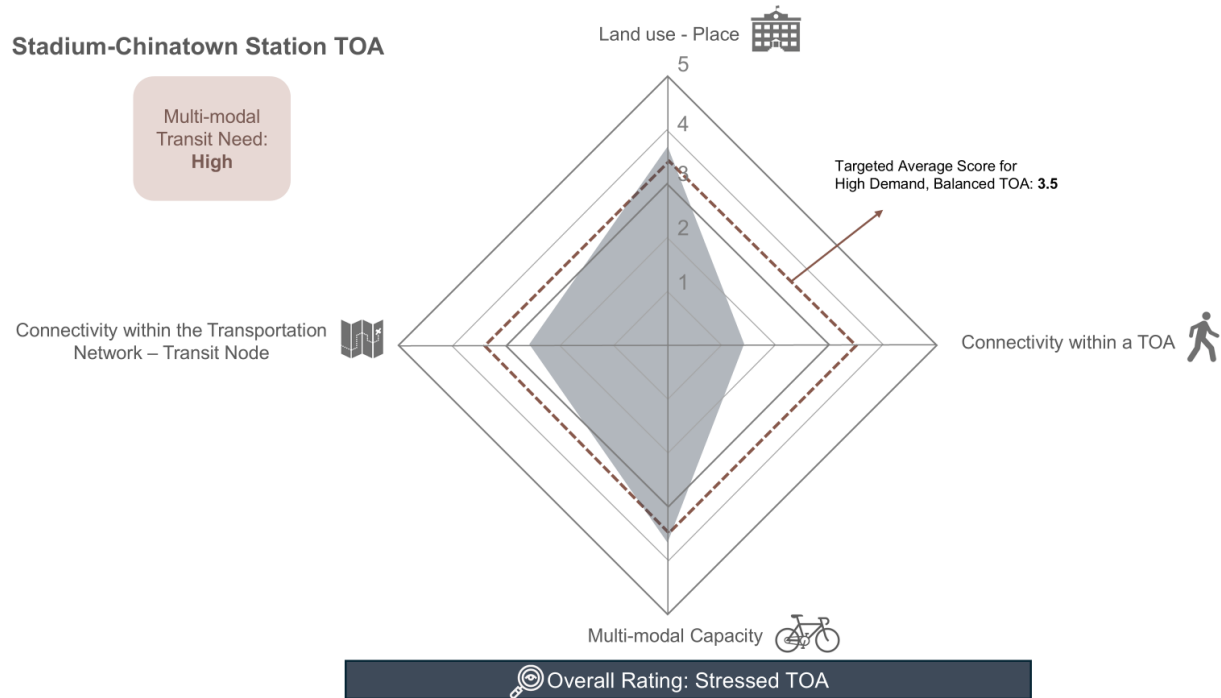 Stadium-Chinatown Station TOA
Multi-modal
Transit Need:
High
Land use - Place
5
4
3
2
1
Targeted Average Score for
High Demand, Balanced TOA: 3.5
Connectivity within the Transportation
Network – Transit Node
Connectivity within a TOA
Multi-modal Capacity
Overall Rating: Stressed TOA